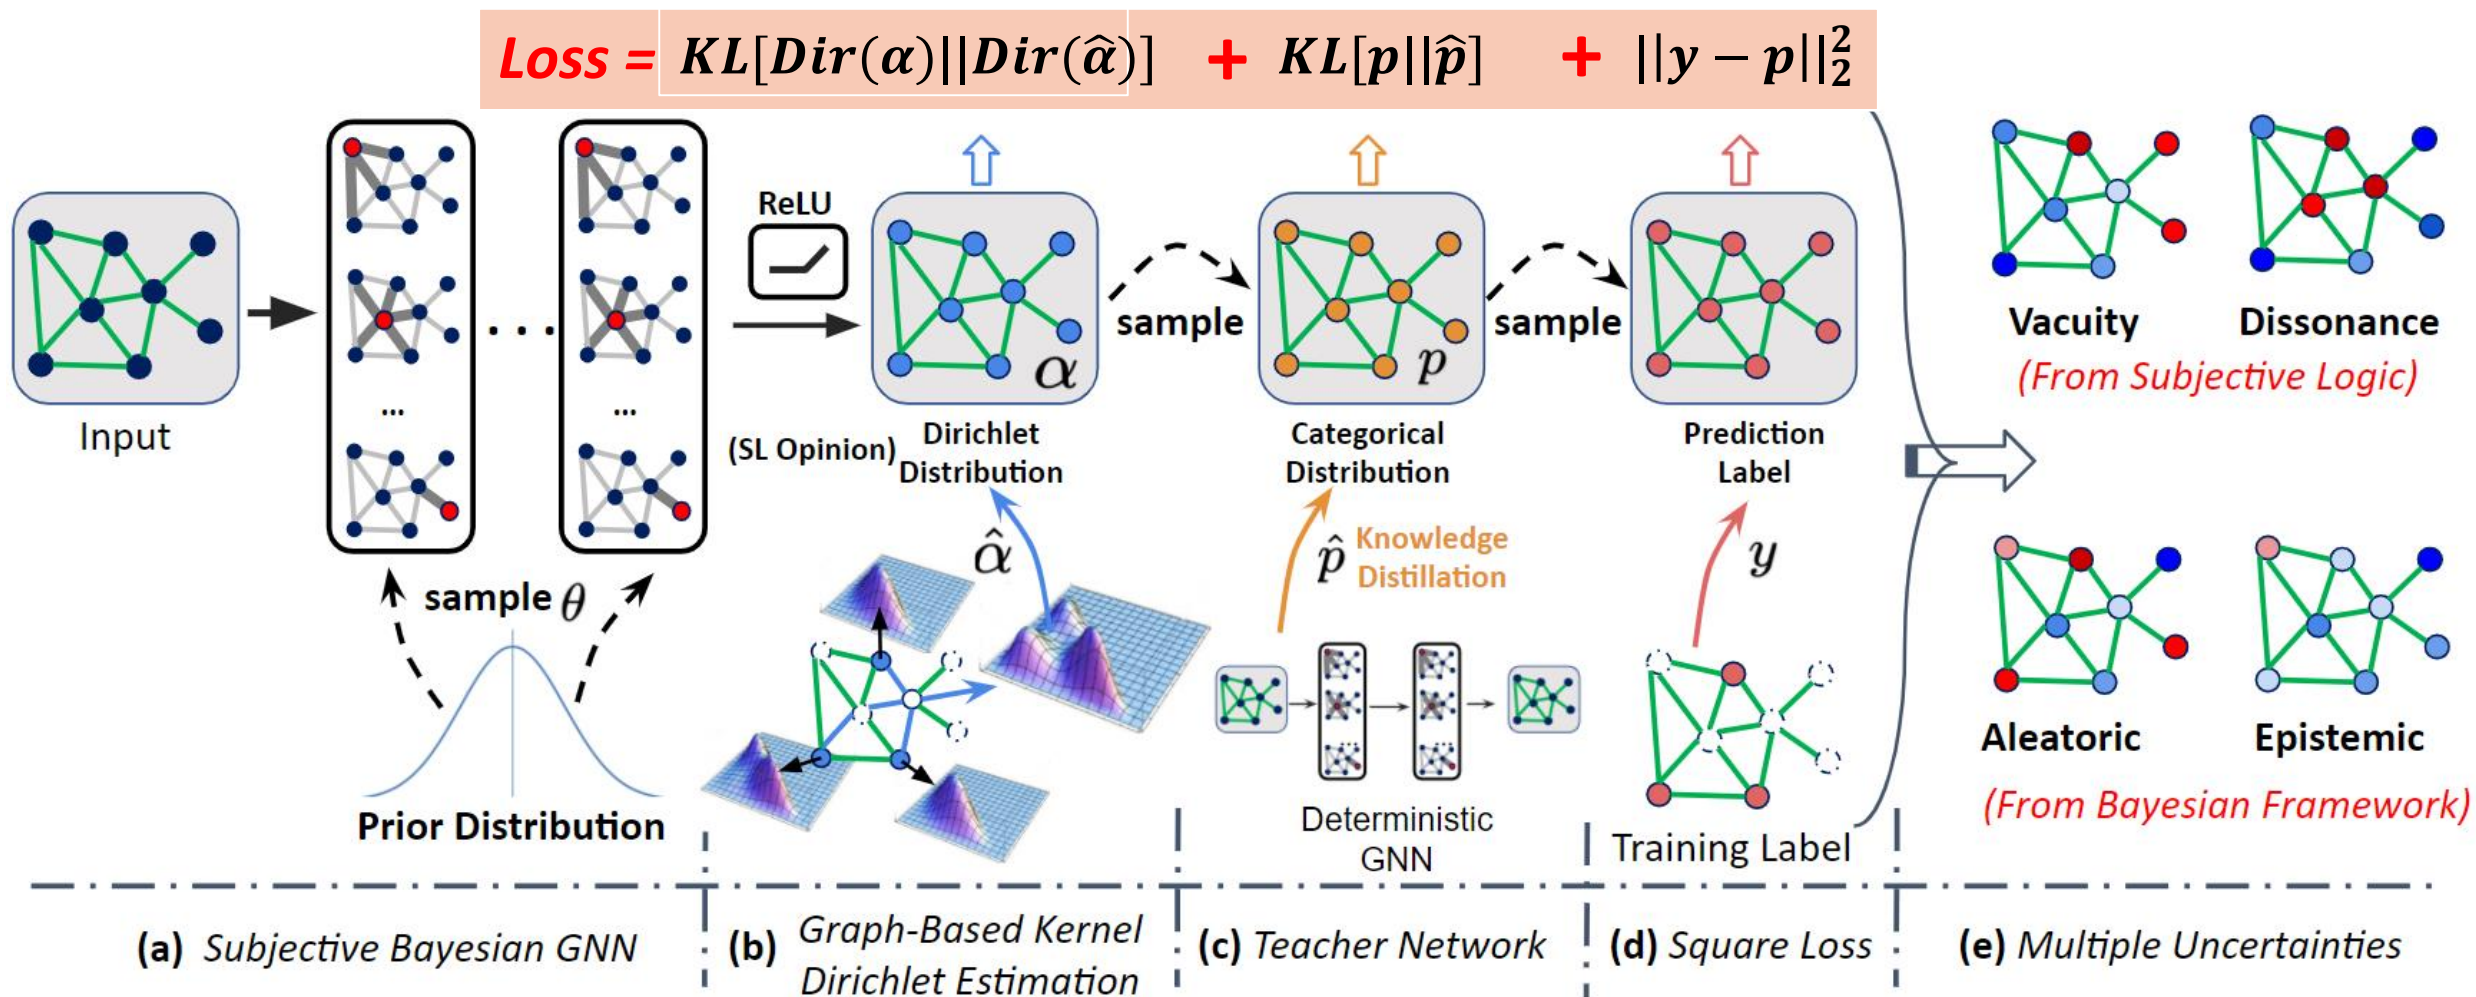 Loss = KL[Dir(α)||Dir(α̂)] + KL[p||p̂] + ||y − p||₂²
ReLU
...
...
...
Input
sample
sample
α
p
(SL Opinion)
Dirichlet
Distribution
Categorical
Distribution
Prediction
Label
α̂
p̂
Knowledge
Distillation
y
sample θ
Prior Distribution
...
...
Deterministic
GNN
Training Label
Vacuity
Dissonance
(From Subjective Logic)
Aleatoric
Epistemic
(From Bayesian Framework)
(a) Subjective Bayesian GNN
(b) Graph-Based Kernel
Dirichlet Estimation
(c) Teacher Network
(d) Square Loss
(e) Multiple Uncertainties